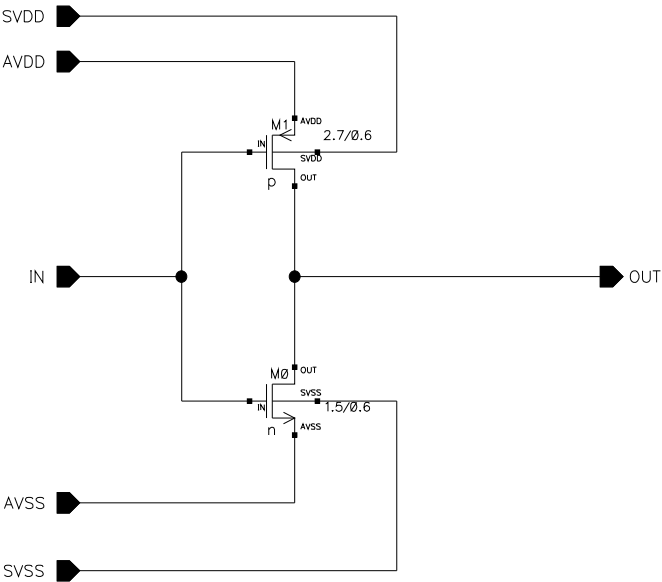 SVDD
AVDD
M1
AVDD
2.7/0.6
IN
SVDD
p
OUT
IN
OUT
OUT
M0
SVSS
1.5/0.6
IN
AVSS
n
AVSS
SVSS